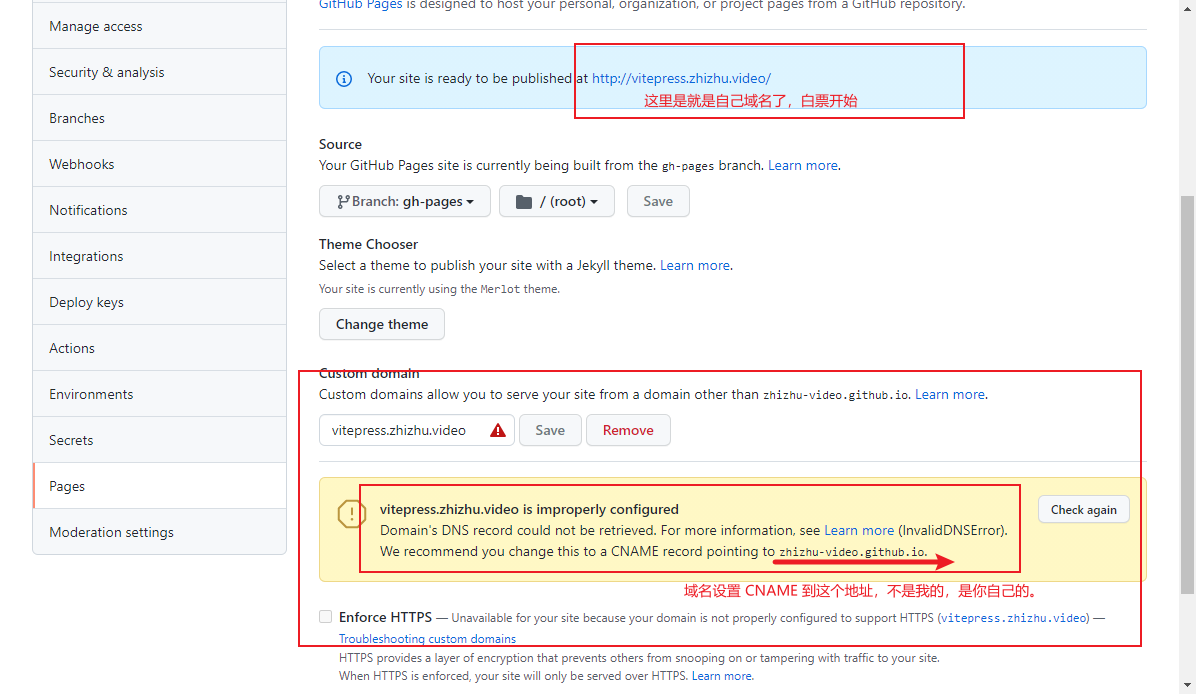 GitHub Pages is designed to host your personal, organization, or project pages from a GitHub repository.
Manage access
Security & analysis
Branches
Webhooks
Notifications
Integrations
Deploy keys
Actions
Environments
Secrets
Pages
Moderation settings
Your site is ready to be published at http://vitepress.zhizhu.video/
这里是就是自己域名了，白票开始
Source
Your GitHub Pages site is currently being built from the gh-pages branch. Learn more.
Branch: gh-pages / (root) Save
Theme Chooser
Select a theme to publish your site with a Jekyll theme. Learn more.
Your site is currently using the Merlot theme.
Change theme
Custom domain
Custom domains allow you to serve your site from a domain other than zhizhu-video.github.io. Learn more.
vitepress.zhizhu.video Save Remove
vitepress.zhizhu.video is improperly configured
Check again
Domain's DNS record could not be retrieved. For more information, see Learn more (InvalidDNSError).
We recommend you change this to a CNAME record pointing to zhizhu-video.github.io.
域名设置 CNAME 到这个地址，不是我的，是你自己的。
Enforce HTTPS — Unavailable for your site because your domain is not properly configured to support HTTPS (vitepress.zhizhu.video) —
Troubleshooting custom domains
HTTPS provides a layer of encryption that prevents others from snooping on or tampering with traffic to your site.
When HTTPS is enforced, your site will only be served over HTTPS. Learn more.